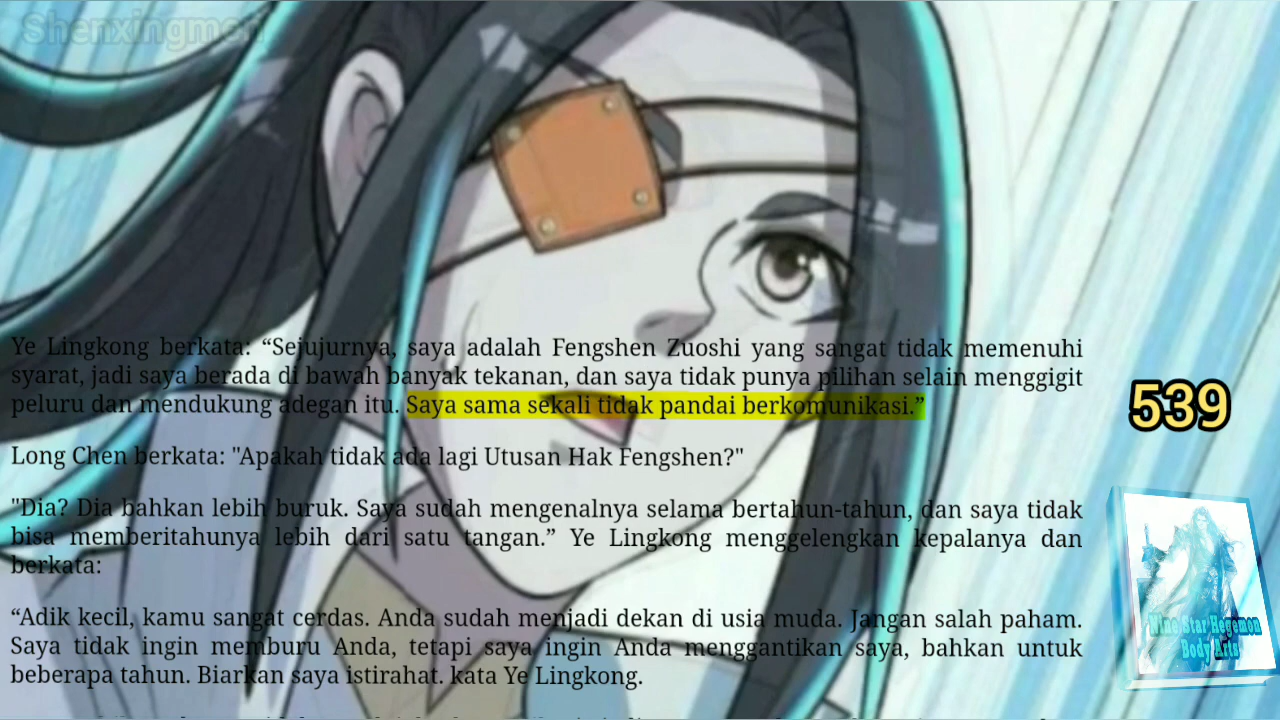 Shenxingmen
Ye Lingkong berkata: “Sejujurnya, saya adalah Fengshen Zuoshi yang sangat tidak memenuhi
syarat, jadi saya berada di bawah banyak tekanan, dan saya tidak punya pilihan selain menggigit
peluru dan mendukung adegan itu. Saya sama sekali tidak pandai berkomunikasi.”
539
Long Chen berkata: "Apakah tidak ada lagi Utusan Hak Fengshen?"
"Dia? Dia bahkan lebih buruk. Saya sudah mengenalnya selama bertahun-tahun, dan saya tidak
bisa memberitahunya lebih dari satu tangan.” Ye Lingkong menggelengkan kepalanya dan
berkata:
“Adik kecil, kamu sangat cerdas. Anda sudah menjadi dekan di usia muda. Jangan salah paham.
Saya tidak ingin memburu Anda, tetapi saya ingin Anda menggantikan saya, bahkan untuk
beberapa tahun. Biarkan saya istirahat. kata Ye Lingkong.
Nine Star Hegemon
Body Arts